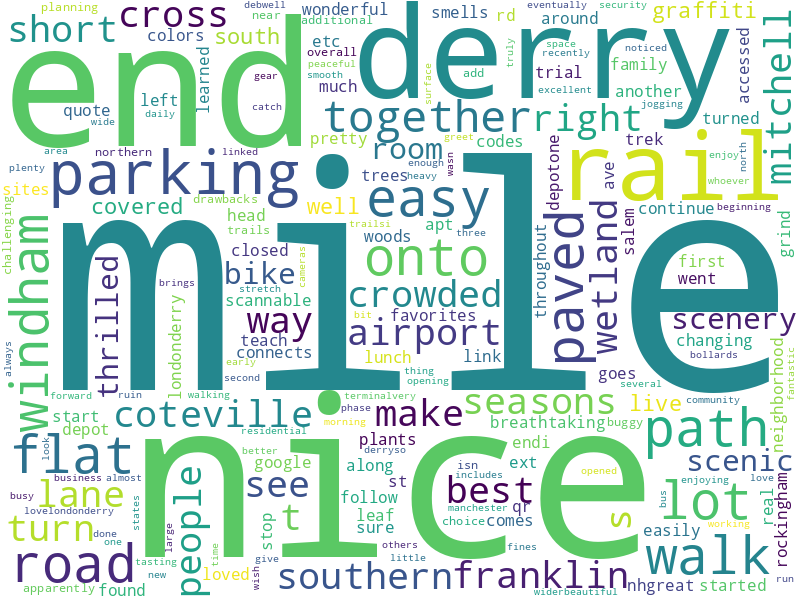 planning
debwell
near
smells
rd
eventually
security
cross
wonderful
additional
around
graffiti
short
colors
south
etc
overall
truly
space
recently
noticed
end
derry
learned
peaceful
smooth
gear
family
accessed
mitchell
quote
left
much
surface
add
trial
excellent
another
jogging
wide
daily
catch
together
right
turned
area
northern
linked
pretty
room
codes
trek
rail
north
enjoy
plenty
parking
trees
enough
heavy
greet
wasn
depotone
ave
whoever
sites
drawbacks
easy
beginning
challenging
covered
head
well
trailsi
apt
three
throughout
paved
wetland
salem
continue
grind
windham
trails
woods
onto
first
closed
cameras
went
mile
thrilled
brings
bike
stretch
crowded
scenery
scannable
way
favorites
airport
changing
always
londonderry
teach
link
bollards
connects
early
bit
lunch
goes
neighborhood
thing
opening
several
fantastic
forward
ruin
walking
second
terminalvery
community
start
coteville
phase
morning
make
seasons
live
depot
residential
plants
breathtaking
buggy
path
flat
look
better
google
along
nice
endi
scenic
business
almost
see
isn
best
ext
includes
st
opened
love
enjoying
busy
lane
people
follow
leaf
qr
comes
s
lot
bus
real
rockingham
lovelondonderry
turn
states
large
t
stop
sure
manchester
choice
easily
working
done
one
time
give
others
fines
road
tasting
new
loved
wish
little
derryso
walk
apparently
found
southern
franklin
nhgreat
started
run
widerbeautiful